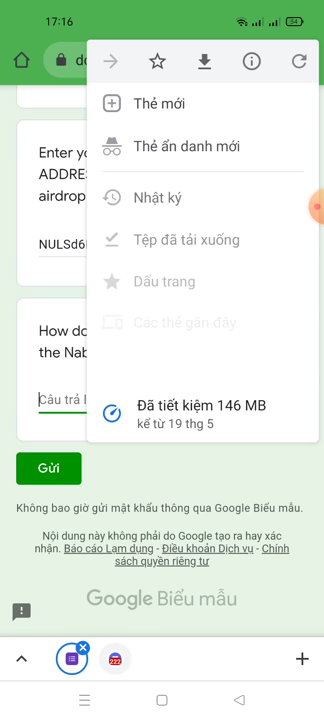 17:16
54
do
Thẻ mới
Thẻ ẩn danh mới
Nhật ký
Tệp đã tải xuống
Dấu trang
Các thẻ gần đây
Đã tiết kiệm 146 MB
kể từ 19 thg 5
Enter yo
ADDRES
airdrop
NULSd6
How do
the Nab
Câu trả l
Gửi
Không bao giờ gửi mật khẩu thông qua Google Biểu mẫu.
Nội dung này không phải do Google tạo ra hay xác
nhận. Báo cáo Lạm dụng - Điều khoản Dịch vụ - Chính
sách quyền riêng tư
Google Biểu mẫu
222